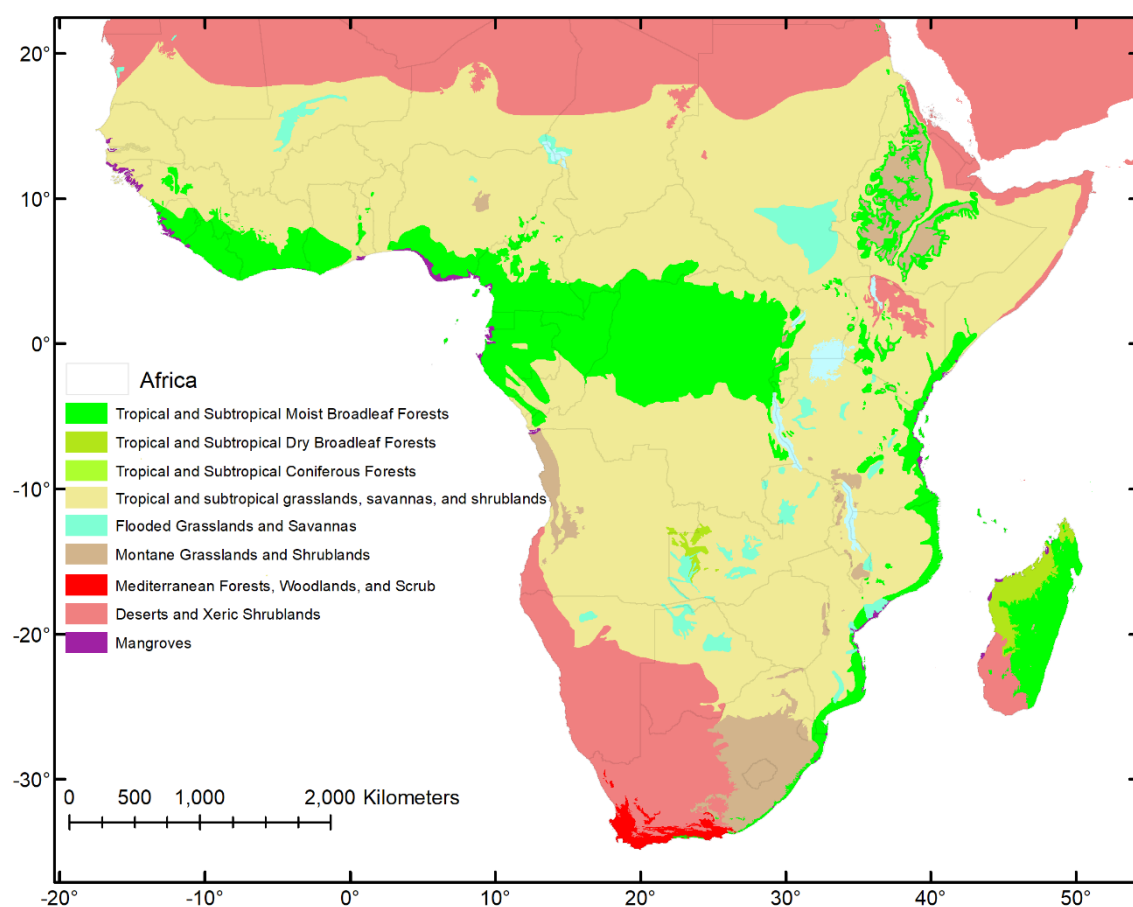 20°
10°
0°
-10°
-20°
-30°
Africa
Tropical and Subtropical Moist Broadleaf Forests
Tropical and Subtropical Dry Broadleaf Forests
Tropical and Subtropical Coniferous Forests
Tropical and subtropical grasslands, savannas, and shrublands
Flooded Grasslands and Savannas
Montane Grasslands and Shrublands
Mediterranean Forests, Woodlands, and Scrub
Deserts and Xeric Shrublands
Mangroves
0 500 1,000 2,000 Kilometers
-20° -10° 0° 10° 20° 30° 40° 50°